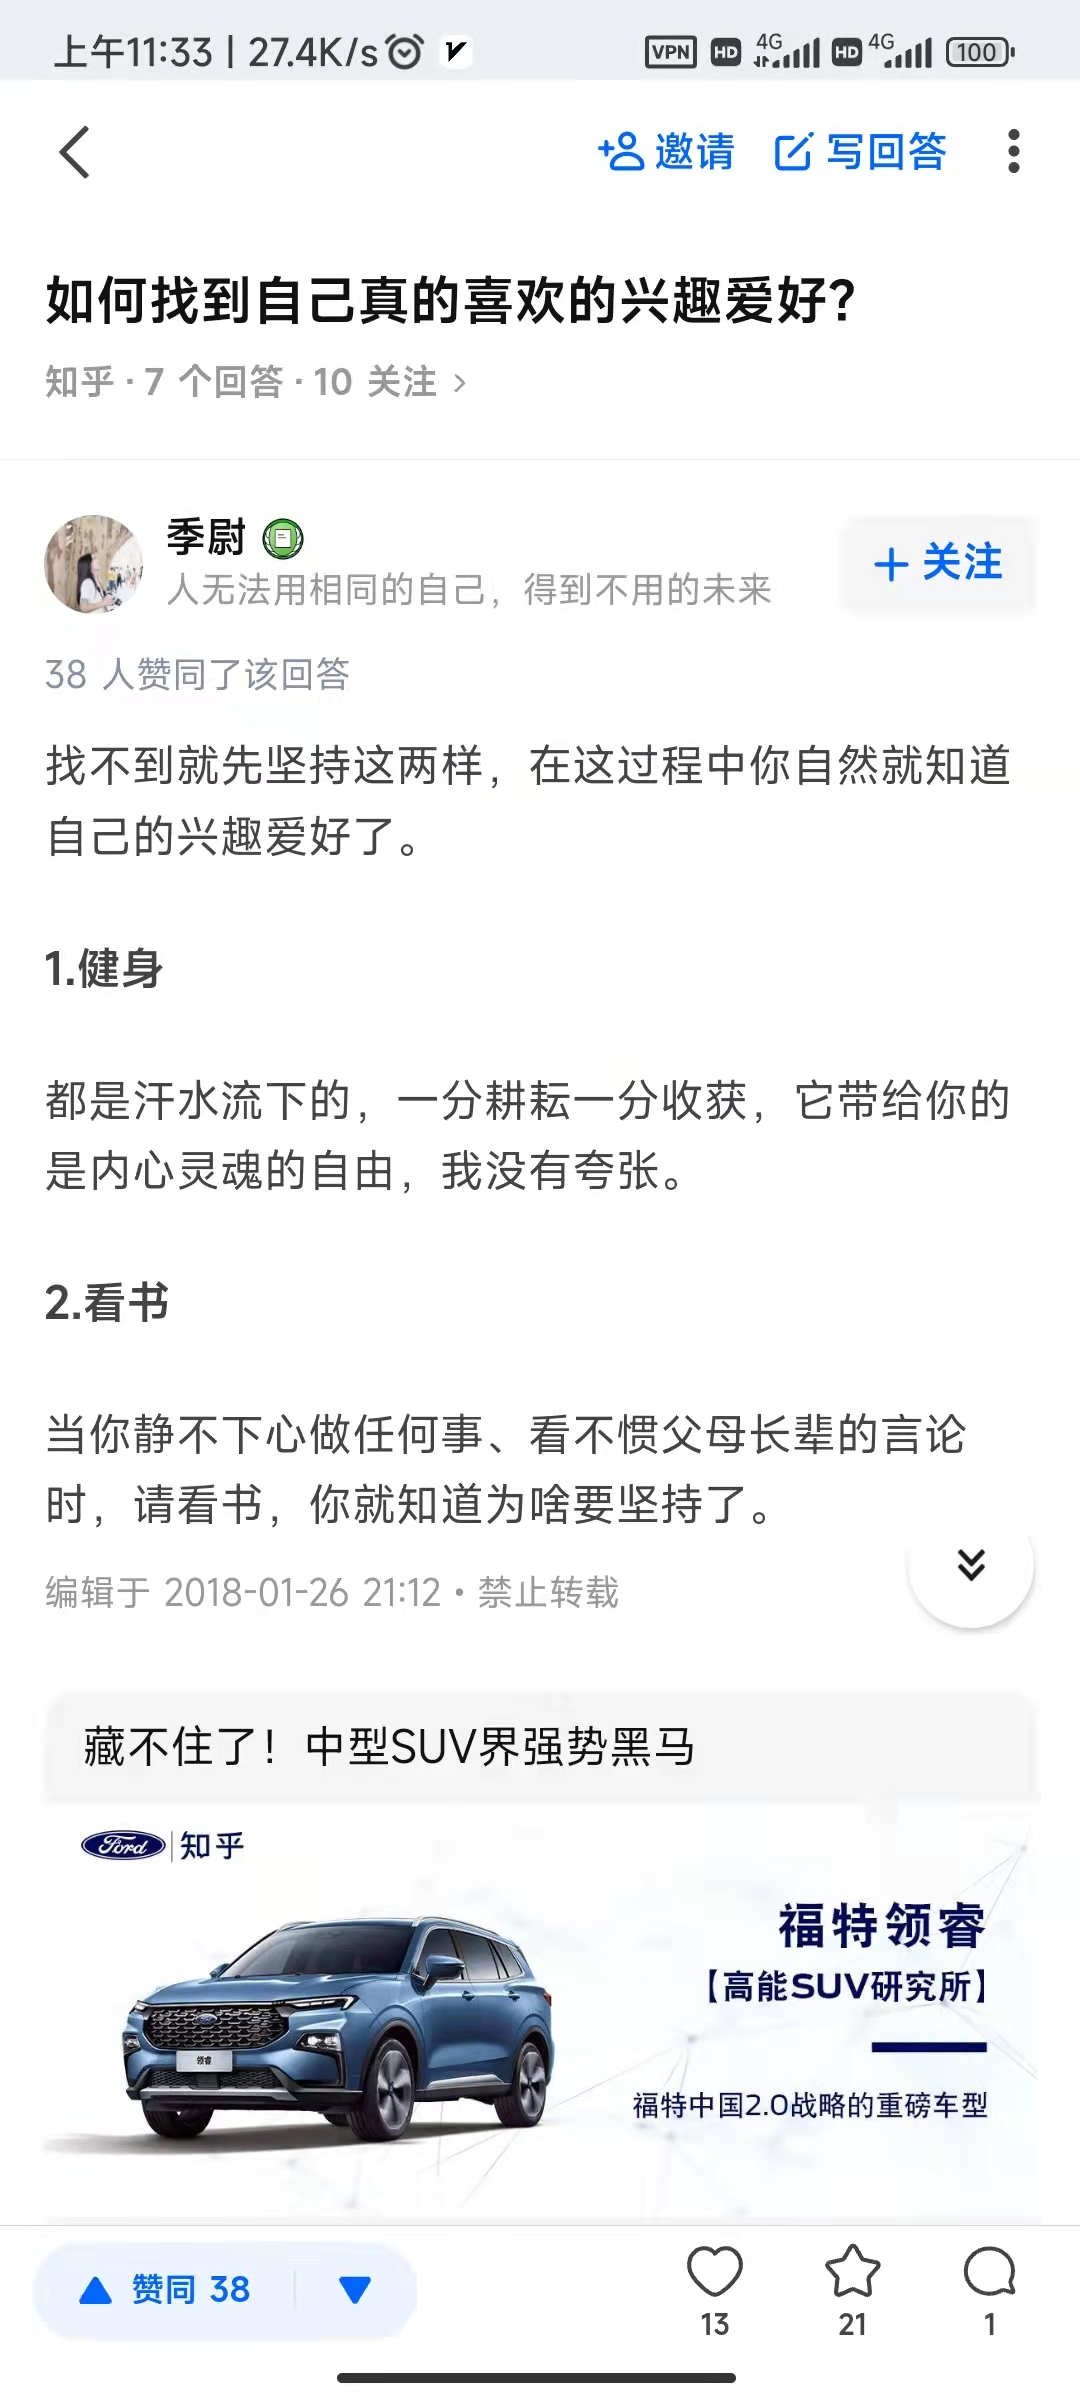 上午11:33 | 27.4K/s
VPN HD 4G HD 4G 100
邀请 写回答
如何找到自己真的喜欢的兴趣爱好?
知乎 · 7 个回答 · 10 关注 >
季尉
人无法用相同的自己，得到不用的未来
+ 关注
38 人赞同了该回答
找不到就先坚持这两样，在这过程中你自然就知道
自己的兴趣爱好了。
1.健身
都是汗水流下的，一分耕耘一分收获，它带给你的
是内心灵魂的自由，我没有夸张。
2.看书
当你静不下心做任何事、看不惯父母长辈的言论
时，请看书，你就知道为啥要坚持了。
编辑于 2018-01-26 21:12 · 禁止转载
藏不住了！中型SUV界强势黑马
Ford | 知乎
福特领睿
【高能SUV研究所】
福特中国2.0战略的重磅车型
领睿
赞同 38
13
21
1